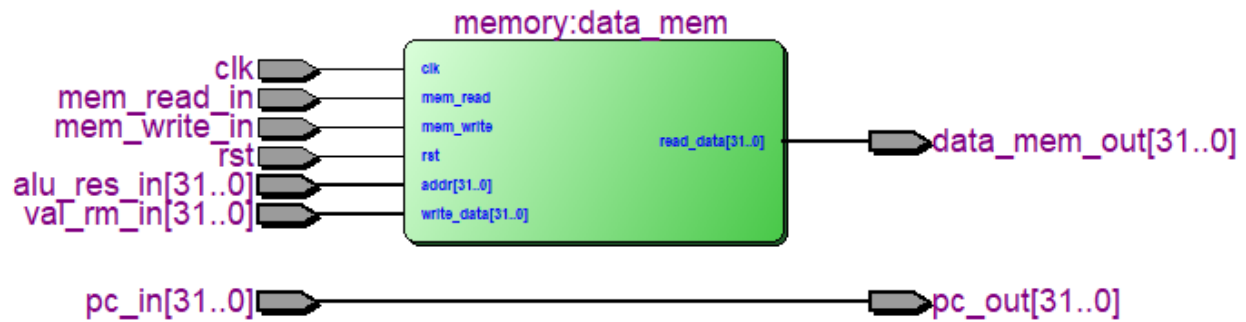 memory:data_mem
clk
mem_read_in
mem_write_in
rst
alu_res_in[31..0]
val_rm_in[31..0]
clk
mem_read
mem_write
rst
addr[31..0]
write_data[31..0]
read_data[31..0]
data_mem_out[31..0]
pc_in[31..0]
pc_out[31..0]